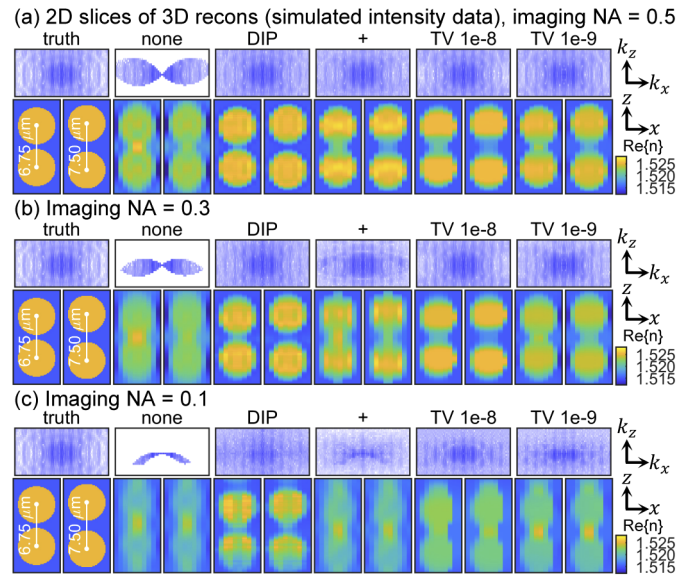 (a) 2D slices of 3D recons (simulated intensity data), imaging NA = 0.5
truth none DIP + TV 1e-8 TV 1e-9
k_z
k_x
z
x
6.75 μm 7.50 μm
Re{n}
1.525
1.520
1.515
(b) Imaging NA = 0.3
truth none DIP + TV 1e-8 TV 1e-9
k_z
k_x
z
x
6.75 μm 7.50 μm
Re{n}
1.525
1.520
1.515
(c) Imaging NA = 0.1
truth none DIP + TV 1e-8 TV 1e-9
k_z
k_x
z
x
6.75 μm 7.50 μm
Re{n}
1.525
1.520
1.515